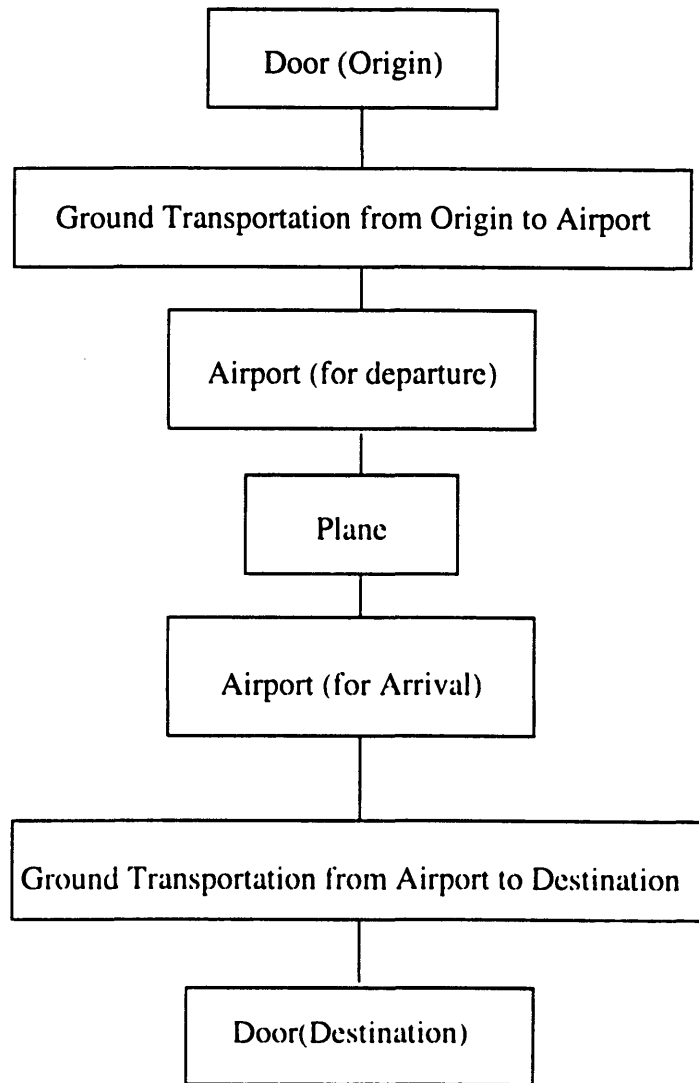 Door (Origin)
Ground Transportation from Origin to Airport
Airport (for departure)
Plane
Airport (for Arrival)
Ground Transportation from Airport to Destination
Door(Destination)